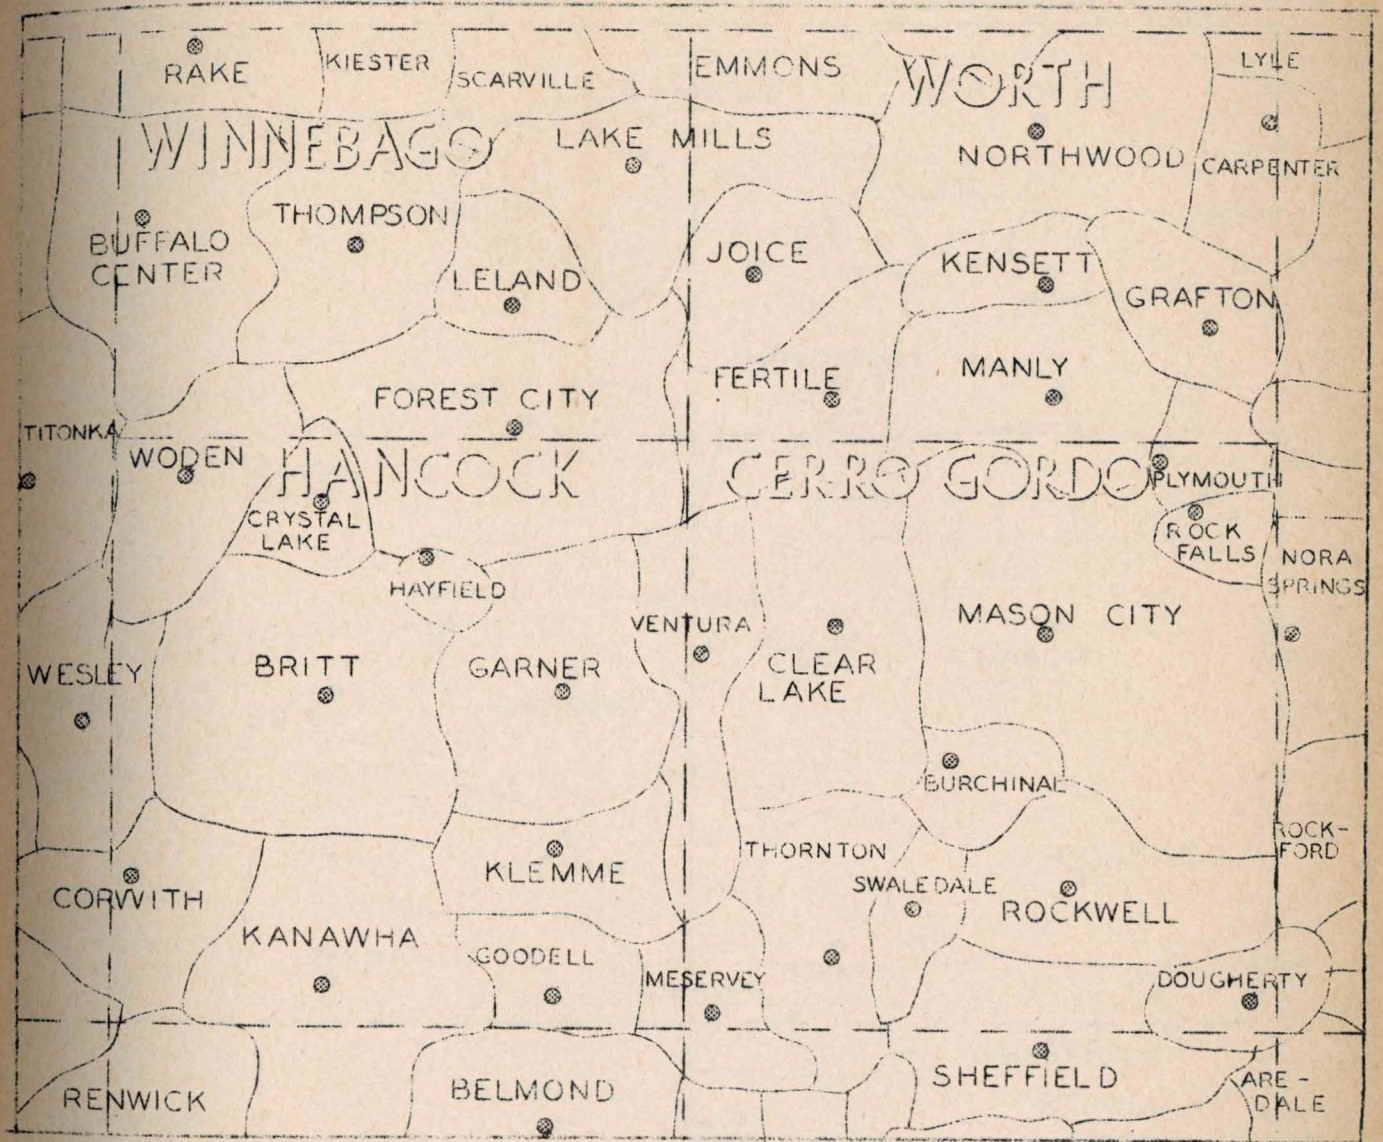 RAKE
KIESTER
SCARVILLE
EMMONS
WORTH
LYLE
WINNEBAGO
LAKE MILLS
NORTHWOOD
CARPENTER
THOMPSON
BUFFALO
CENTER
LELAND
JOICE
KENSETT
GRAFTON
FOREST CITY
FERTILE
MANLY
TITONKA
WODEN
HANCOCK
CERRO GORDO
PLYMOUTH
CRYSTAL
LAKE
ROCK
FALLS
NORA
SPRINGS
HAYFIELD
VENTURA
MASON CITY
WESLEY
BRITT
GARNER
CLEAR
LAKE
BURCHINAL
ROCK-
FORD
THORNTON
KLEMME
SWALEDALE
CORWITH
ROCKWELL
KANAWHA
GOODELL
MESERVEY
DOUGHERTY
RENWICK
BELMOND
SHEFFIELD
ARE-
DALE